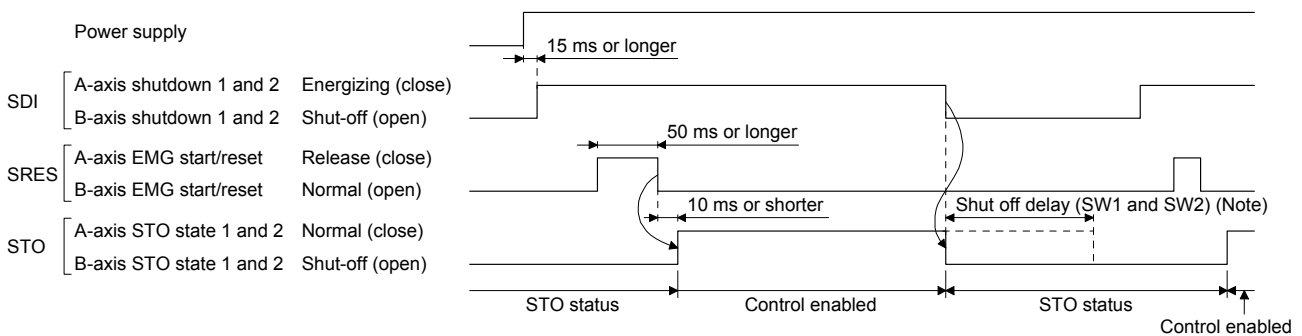 Power supply
15 ms or longer
SDI
A-axis shutdown 1 and 2 Energizing (close)
B-axis shutdown 1 and 2 Shut-off (open)
50 ms or longer
SRES
A-axis EMG start/reset Release (close)
B-axis EMG start/reset Normal (open)
10 ms or shorter
Shut off delay (SW1 and SW2) (Note)
STO
A-axis STO state 1 and 2 Normal (close)
B-axis STO state 1 and 2 Shut-off (open)
STO status
Control enabled
STO status
Control enabled